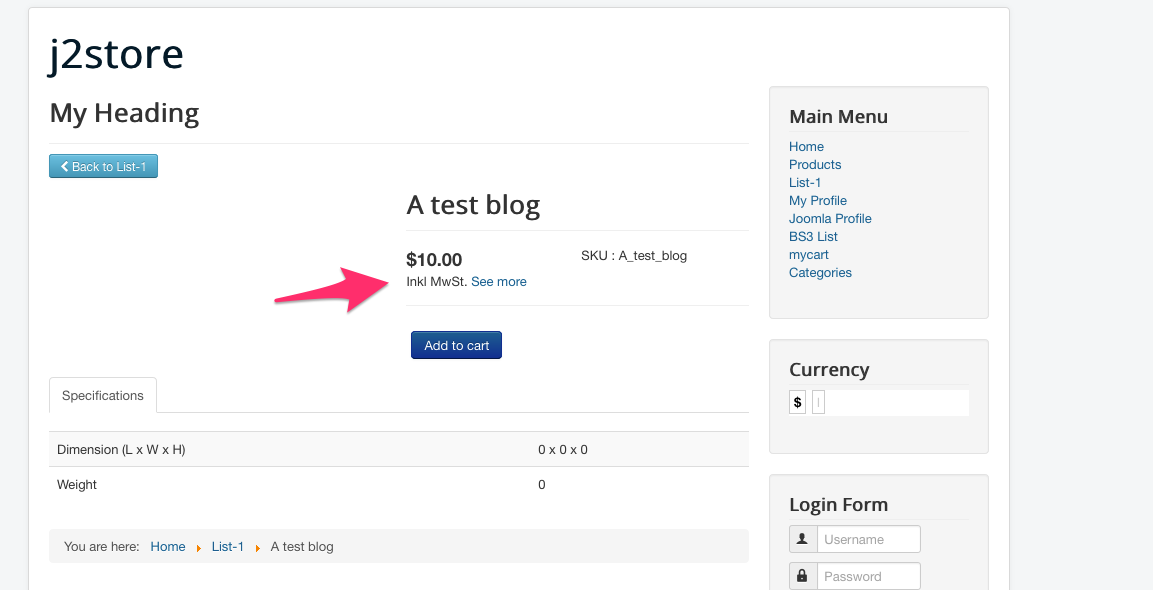 j2store
My Heading
Back to List-1
A test blog
$10.00
SKU : A_test_blog
Inkl MwSt. See more
Add to cart
Specifications
Dimension (L x W x H) 0 x 0 x 0
Weight 0
You are here: Home List-1 A test blog
Main Menu
Home
Products
List-1
My Profile
Joomla Profile
BS3 List
mycart
Categories
Currency
$ |
Login Form
Username
Password